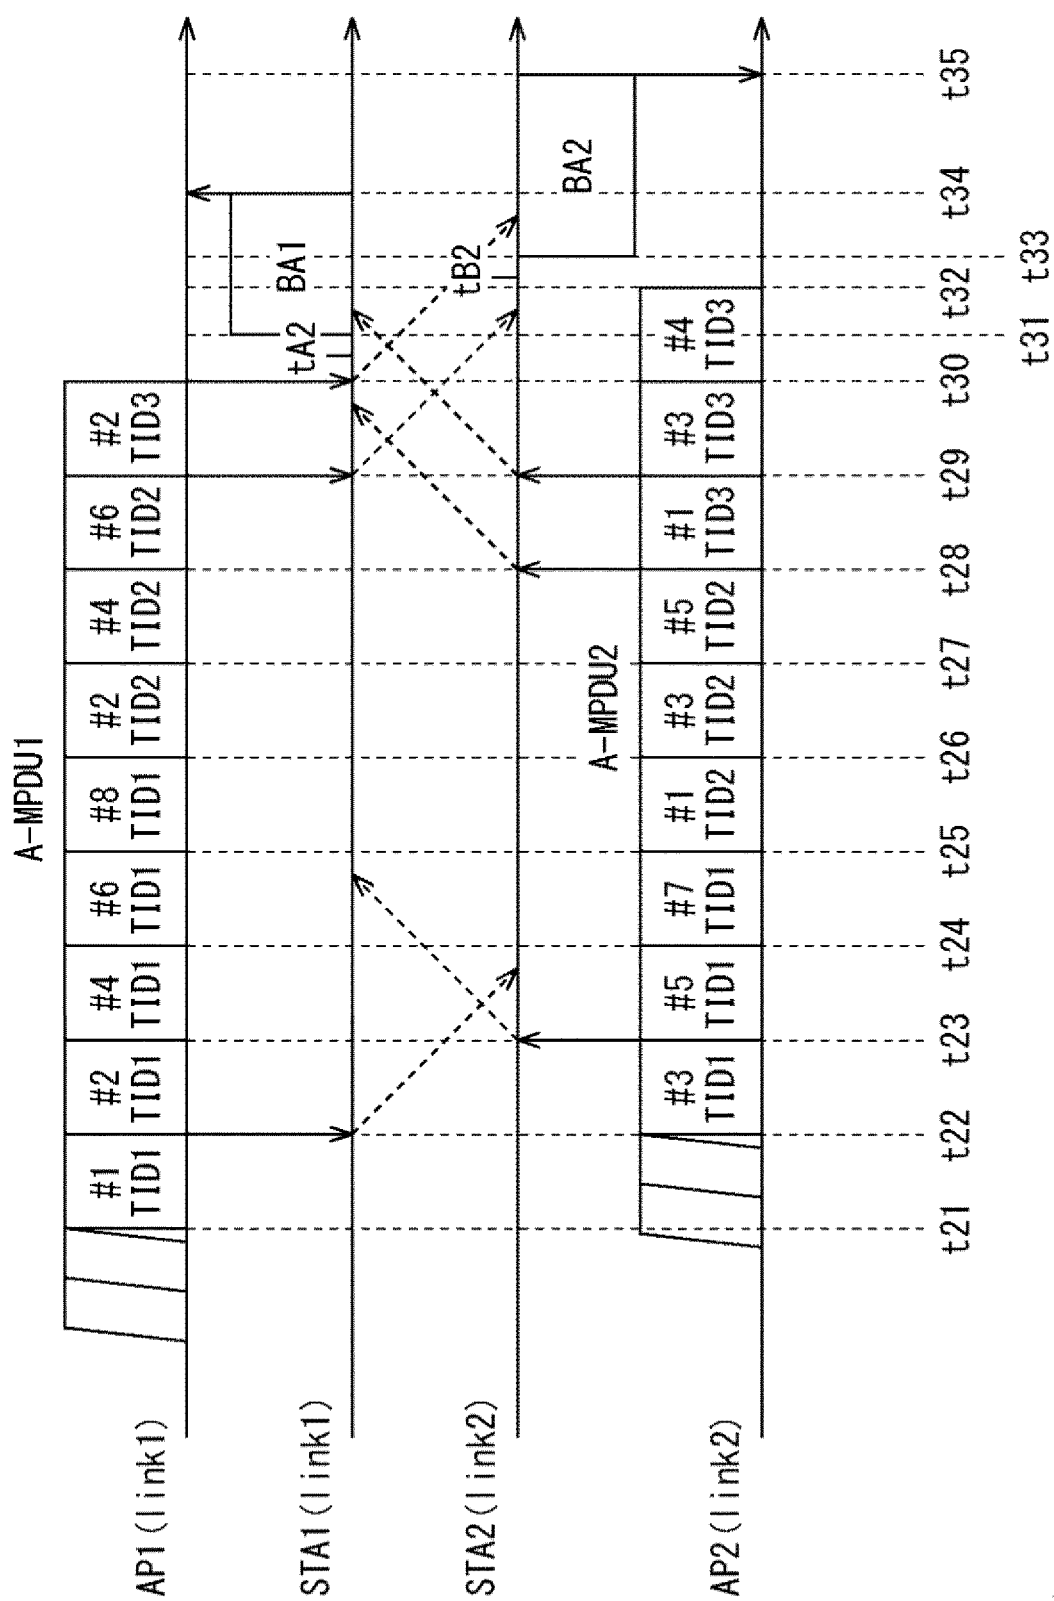 A-MPDU1
#1 #2 #4 #6 #8 #2 #4 #6 #2
TID1 TID1 TID1 TID1 TID1 TID2 TID2 TID2 TID3
AP1(link1)
BA1
tA2
STA1(link1)
tB2
STA2(link2)
BA2
A-MPDU2
#3 #5 #7 #1 #3 #5 #1 #3 #4
TID1 TID1 TID1 TID2 TID2 TID2 TID3 TID3 TID3
AP2(link2)
t21 t22 t23 t24 t25 t26 t27 t28 t29 t30 t32 t34 t35
t31 t33